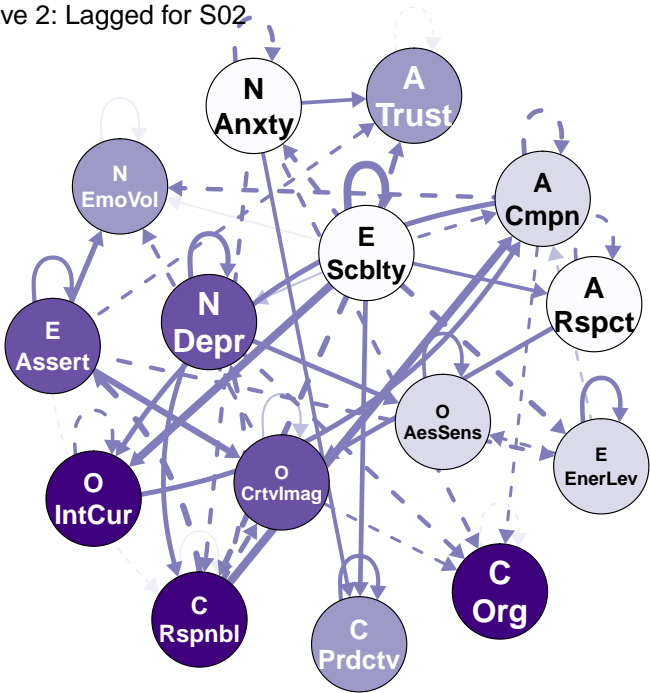 ve 2: Lagged for S02
A
Trust
N
Anxty
N
EmoVol
A
Cmpn
E
Scblty
A
Rspct
N
Depr
E
Assert
O
AesSens
E
EnerLev
O
IntCur
O
CrtvImag
C
Org
C
Rspnbl
C
Prdctv